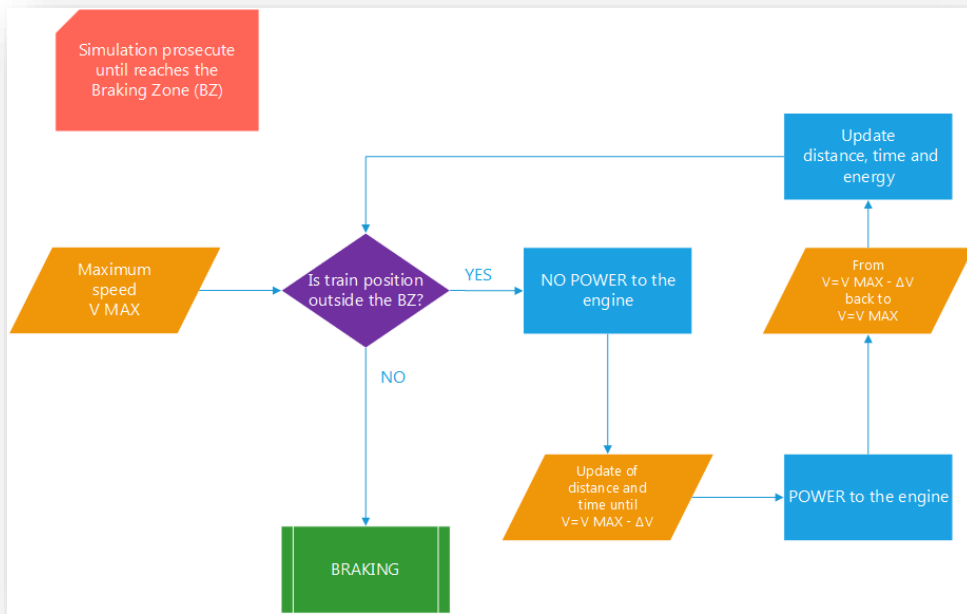 Simulation prosecute
until reaches the
Braking Zone (BZ)
Update
distance, time and
energy
Maximum
speed
V MAX
Is train position
outside the BZ?
YES
NO POWER to the
engine
From
V=V MAX - ΔV
back to
V=V MAX
NO
Update of
distance and
time until
V=V MAX - ΔV
POWER to the engine
BRAKING